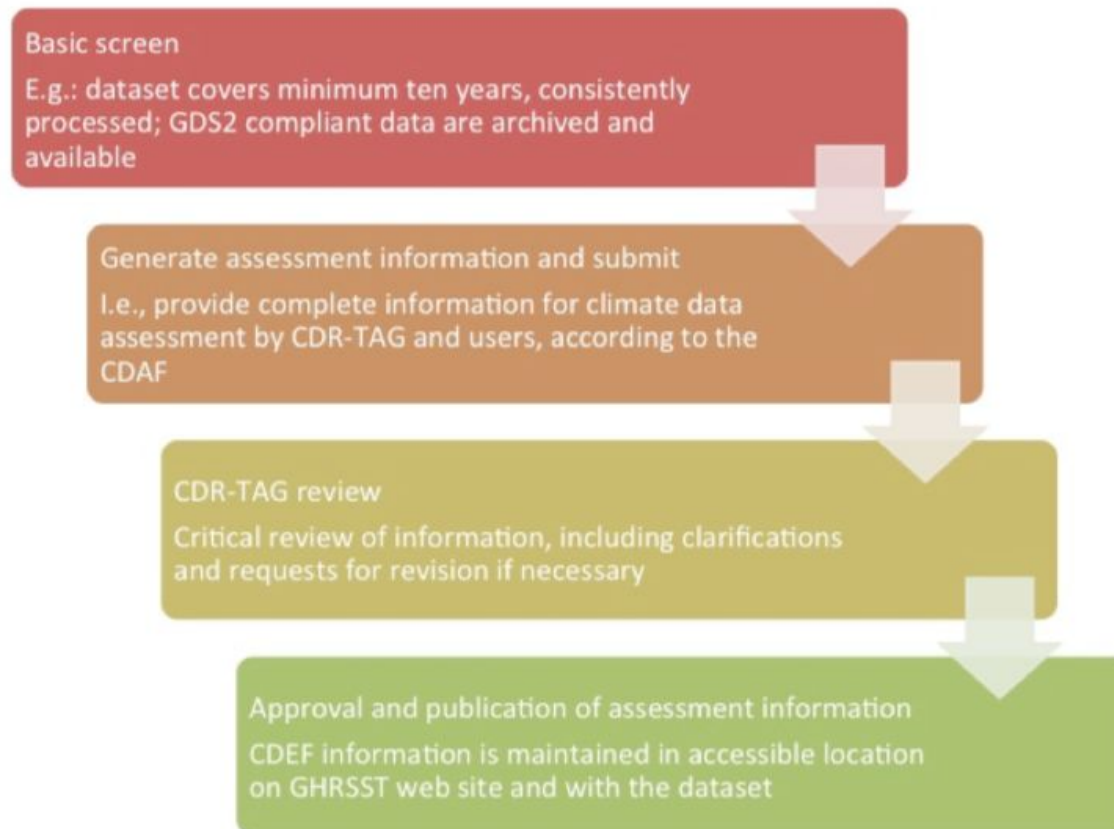 Basic screen
E.g.: dataset covers minimum ten years, consistently
processed; GDS2 compliant data are archived and
available
Generate assessment information and submit
I.e., provide complete information for climate data
assessment by CDR-TAG and users, according to the
CDAF
CDR-TAG review
Critical review of information, including clarifications
and requests for revision if necessary
Approval and publication of assessment information
CDEF information is maintained in accessible location
on GHRSST web site and with the dataset